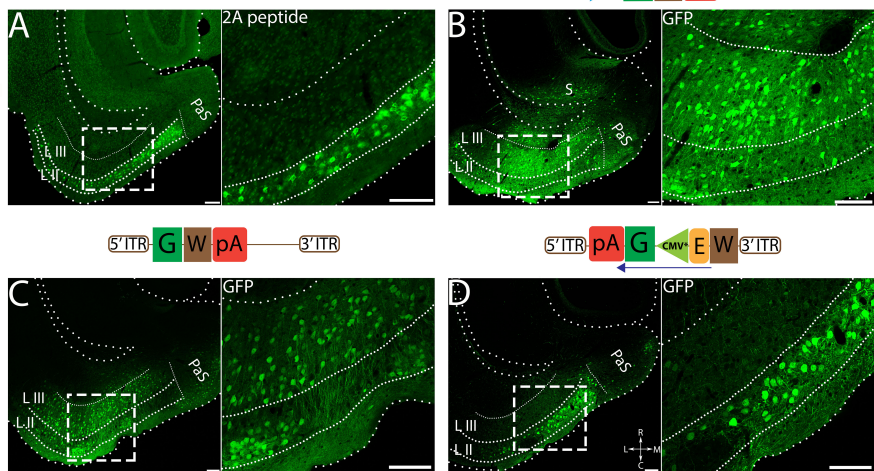 A
2A peptide
PaS
L III
L II
B
GFP
S
PaS
L III
L II
5' ITR G W pA 3' ITR
5' ITR pA G CMV* E W 3' ITR
C
GFP
PaS
L III
L II
D
GFP
PaS
L III
L II
R
L M
C